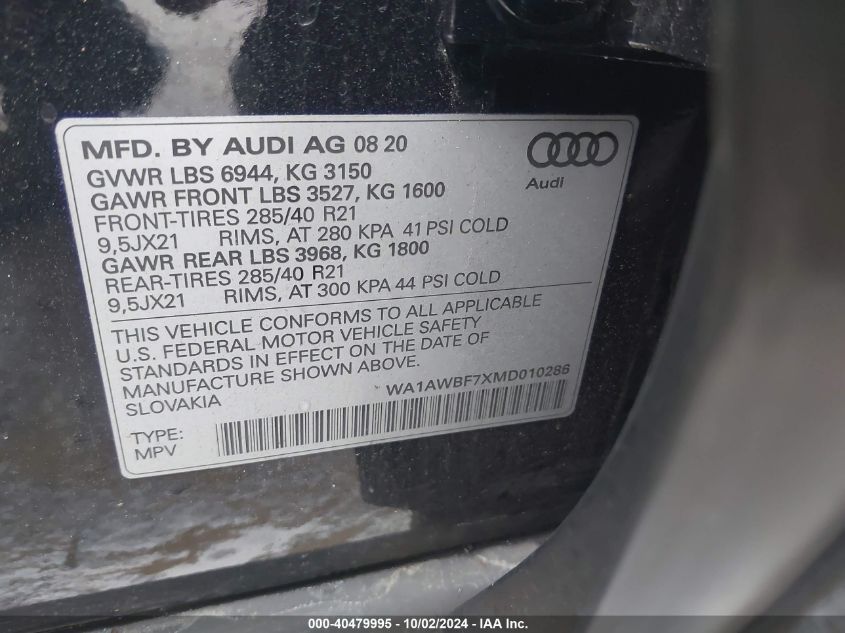 MFD. BY AUDI AG 08 20
GVWR LBS 6944, KG 3150
GAWR FRONT LBS 3527, KG 1600
FRONT-TIRES 285/40 R21
9,5JX21 RIMS, AT 280 KPA 41 PSI COLD
GAWR REAR LBS 3968, KG 1800
REAR-TIRES 285/40 R21
9,5JX21 RIMS, AT 300 KPA 44 PSI COLD
Audi
THIS VEHICLE CONFORMS TO ALL APPLICABLE
U.S. FEDERAL MOTOR VEHICLE SAFETY
STANDARDS IN EFFECT ON THE DATE OF
MANUFACTURE SHOWN ABOVE.
SLOVAKIA WA1AWBF7XMD010286
TYPE:
MPV
000-40479995 - 10/02/2024 - IAAI.com